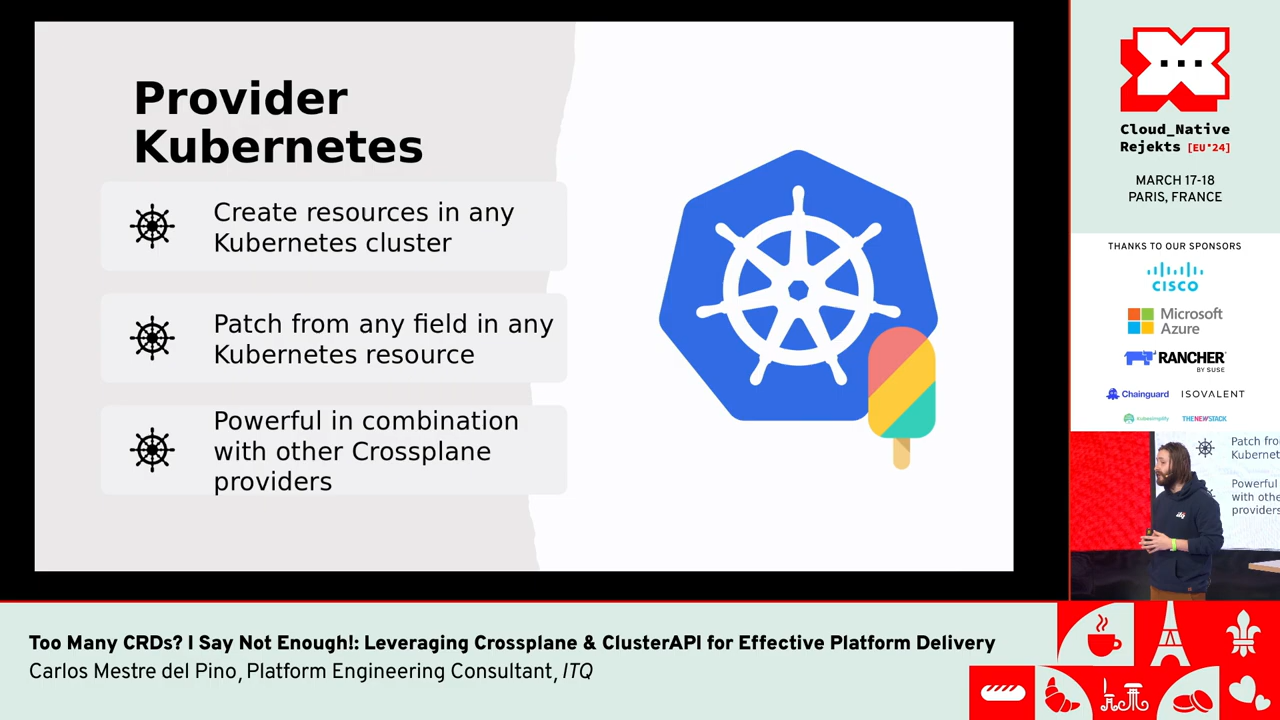 Provider
Kubernetes
Create resources in any
Kubernetes cluster
Patch from any field in any
Kubernetes resource
Powerful in combination
with other Crossplane
providers
Cloud_Native
Rejekts [EU*24]
MARCH 17-18
PARIS, FRANCE
THANKS TO OUR SPONSORS
CISCO
Microsoft
Azure
RANCHER
BY SUSE
Chainguard ISOVALENT
kubesimplify THENEWSTACK
Patch fro
Kubernet
Powerful
with othe
providers
itq
Too Many CRDs? I Say Not Enough!: Leveraging Crossplane & ClusterAPI for Effective Platform Delivery
Carlos Mestre del Pino, Platform Engineering Consultant, ITQ